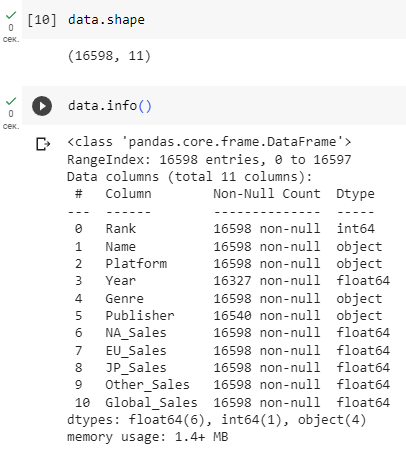 [10] data.shape
0
сек.
(16598, 11)
data.info()
0
сек.
<class 'pandas.core.frame.DataFrame'>
RangeIndex: 16598 entries, 0 to 16597
Data columns (total 11 columns):
 #   Column        Non-Null Count  Dtype
---  ------        --------------  -----
 0   Rank          16598 non-null  int64
 1   Name          16598 non-null  object
 2   Platform      16598 non-null  object
 3   Year          16327 non-null  float64
 4   Genre         16598 non-null  object
 5   Publisher     16540 non-null  object
 6   NA_Sales      16598 non-null  float64
 7   EU_Sales      16598 non-null  float64
 8   JP_Sales      16598 non-null  float64
 9   Other_Sales   16598 non-null  float64
 10  Global_Sales  16598 non-null  float64
dtypes: float64(6), int64(1), object(4)
memory usage: 1.4+ MB